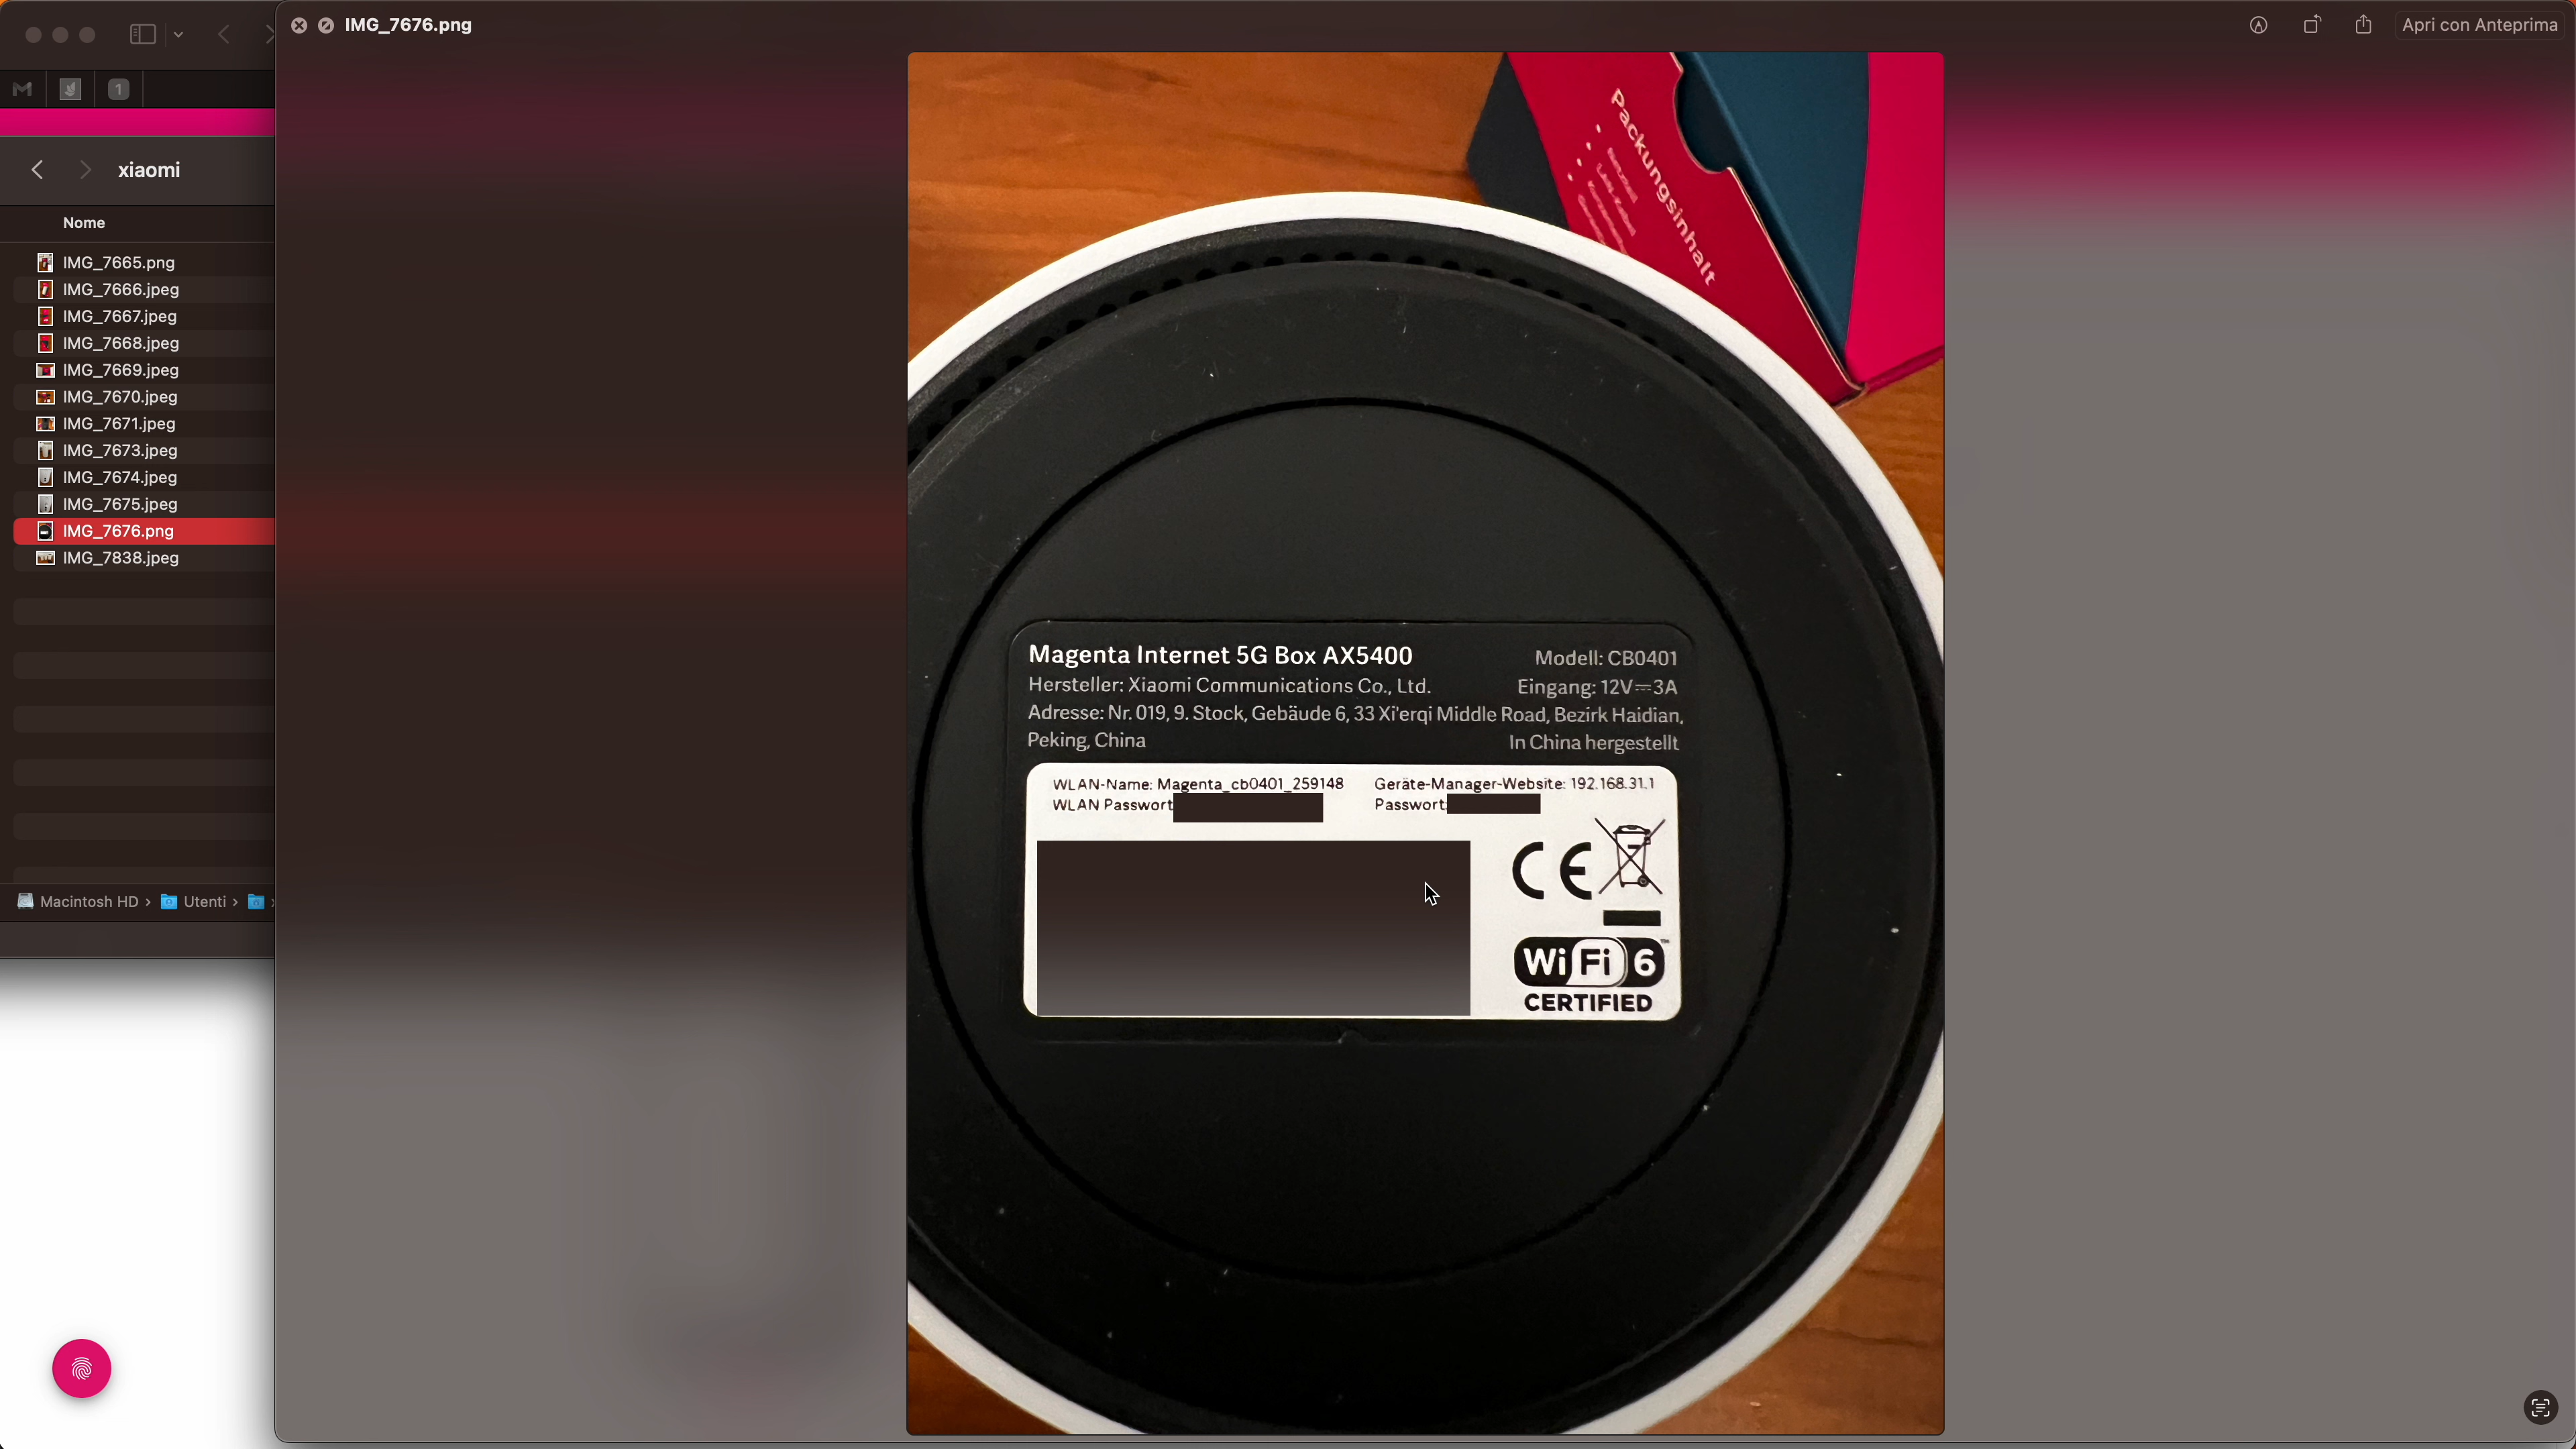 IMG_7676.png
Apri con Anteprima
1
xiaomi
Nome
IMG_7665.png
IMG_7666.jpeg
IMG_7667.jpeg
IMG_7668.jpeg
IMG_7669.jpeg
IMG_7670.jpeg
IMG_7671.jpeg
IMG_7673.jpeg
IMG_7674.jpeg
IMG_7675.jpeg
IMG_7676.png
IMG_7838.jpeg
Macintosh HD › Utenti ›
Packungsinhalt
Magenta Internet 5G Box AX5400
Modell: CB0401
Hersteller: Xiaomi Communications Co., Ltd.
Eingang: 12V⎓3A
Adresse: Nr. 019, 9. Stock, Gebäude 6, 33 Xi'erqi Middle Road, Bezirk Haidian,
Peking, China
In China hergestellt
WLAN-Name: Magenta_cb0401_259148
Geräte-Manager-Website: 192.168.31.1
WLAN Passwort
Passwort:
CE
WiFi 6™
CERTIFIED